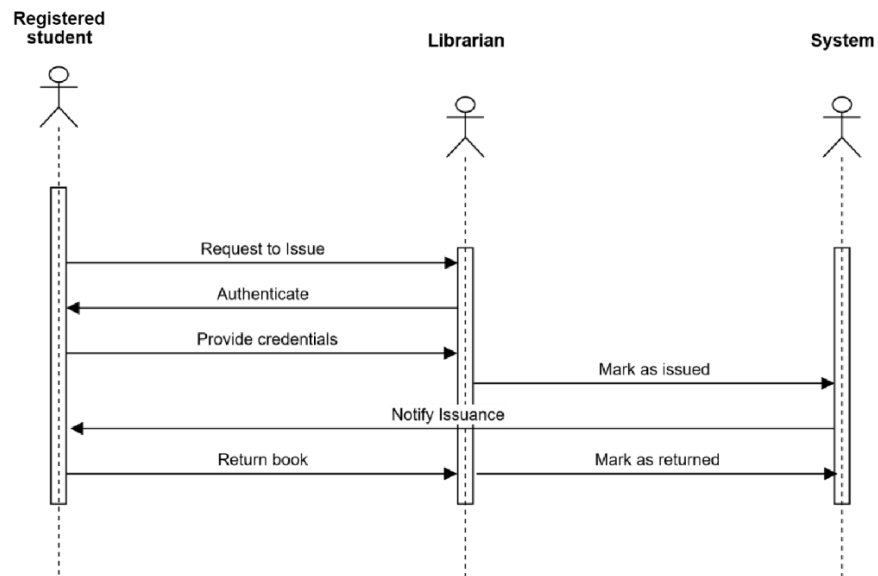 Registered
student
Librarian
System
Request to Issue
Authenticate
Provide credentials
Mark as issued
Notify Issuance
Return book
Mark as returned